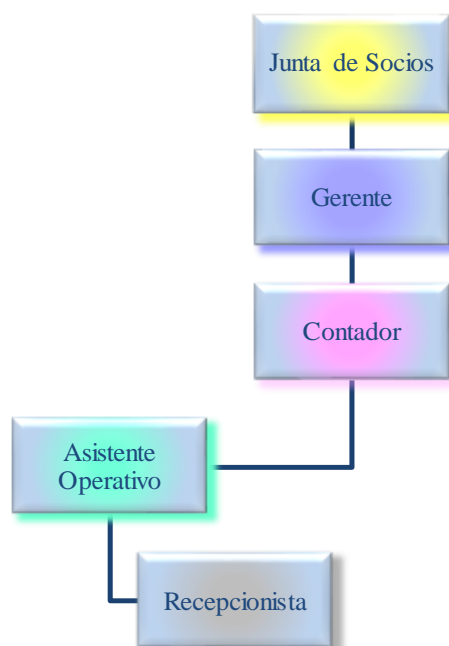 Junta de Socios
Gerente
Contador
Asistente
Operativo
Recepcionista